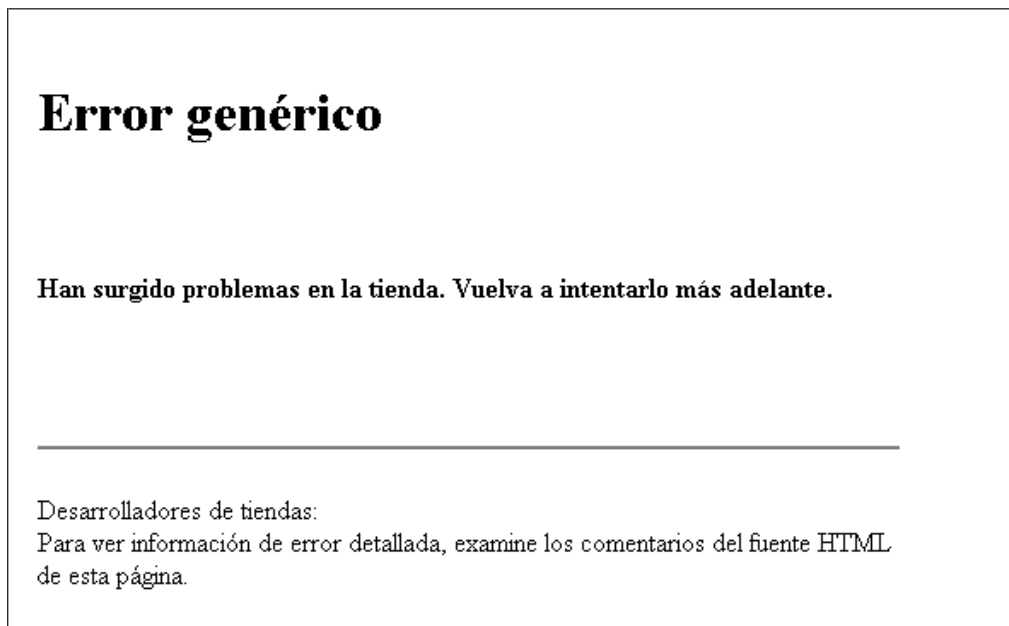 Error genérico
Han surgido problemas en la tienda. Vuelva a intentarlo más adelante.
Desarrolladores de tiendas:
Para ver información de error detallada, examine los comentarios del fuente HTML
de esta página.